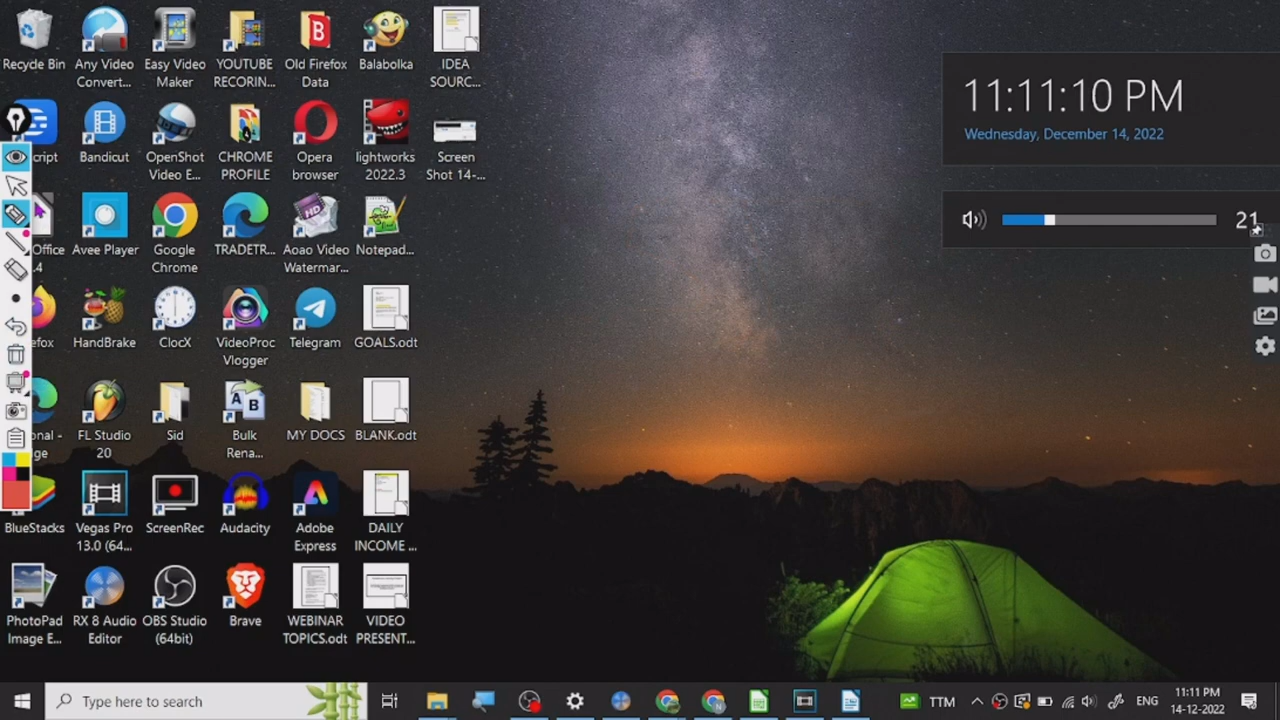 Recycle Bin
Any Video
Convert...
Easy Video
Maker
YOUTUBE
RECORIN...
Old Firefox
Data
Balabolka
IDEA
SOURC...
cript
Bandicut
OpenShot
Video E...
CHROME
PROFILE
Opera
browser
lightworks
2022.3
Screen
Shot 14-...
Office
.4
Avee Player
Google
Chrome
TRADETR...
HD
Aoao Video
Watermar...
Notepad...
efox
HandBrake
ClocX
VideoProc
Vlogger
Telegram
GOALS.odt
onal -
ge
FL Studio
20
Sid
A B
Bulk
Rena...
MY DOCS
BLANK.odt
BlueStacks
Vegas Pro
13.0 (64...
ScreenRec
Audacity
Adobe
Express
DAILY
INCOME ...
PhotoPad
Image E...
RX 8 Audio
Editor
OBS Studio
(64bit)
Brave
WEBINAR
TOPICS.odt
VIDEO
PRESENT...
11:11:10 PM
Wednesday, December 14, 2022
21
Type here to search
TTM
ENG
11:11 PM
14-12-2022